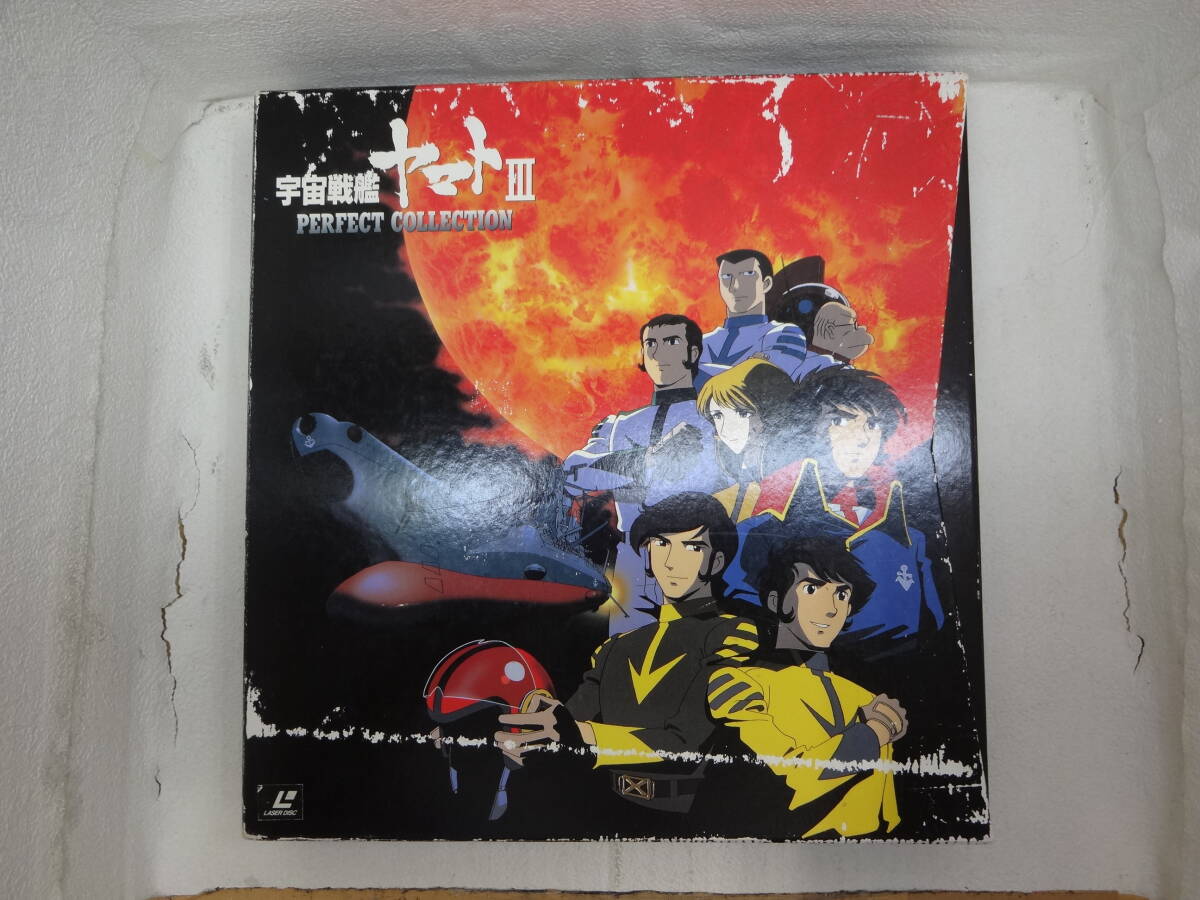 宇宙戦艦ヤマトIII
PERFECT COLLECTION
LASER DISC